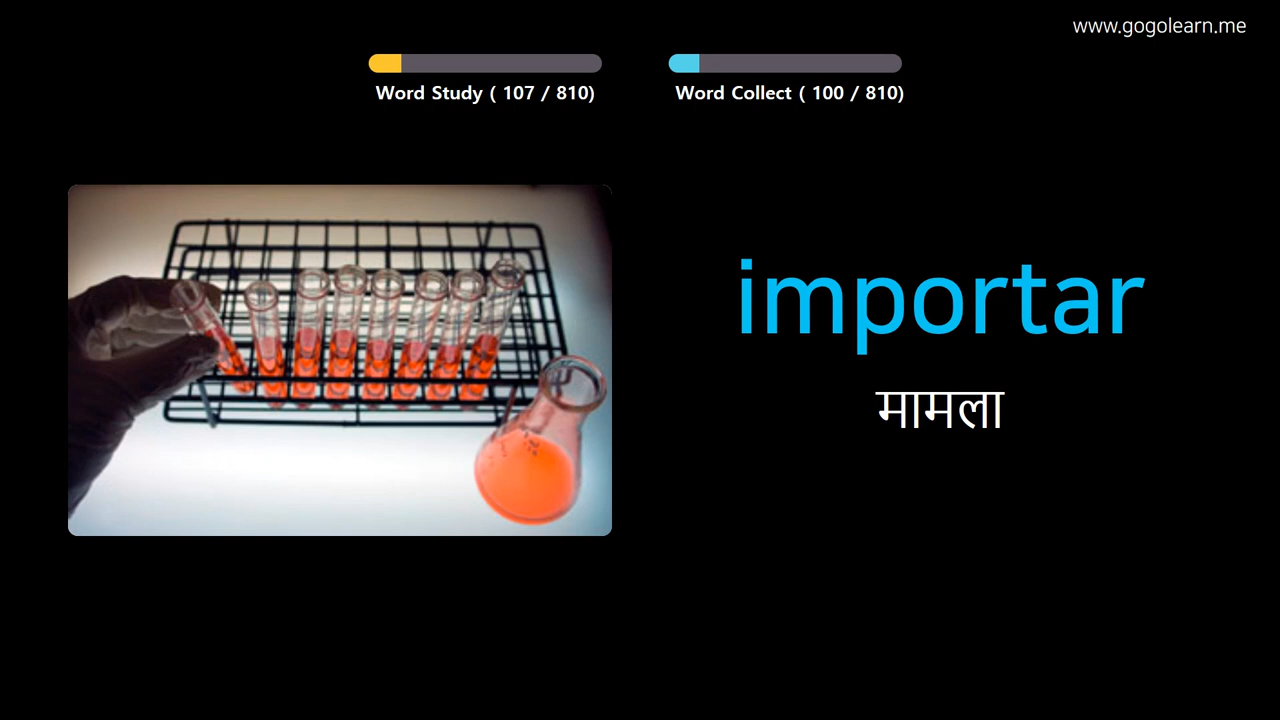 www.gogolearn.me
Word Study ( 107 / 810)
Word Collect ( 100 / 810)
importar
मामला